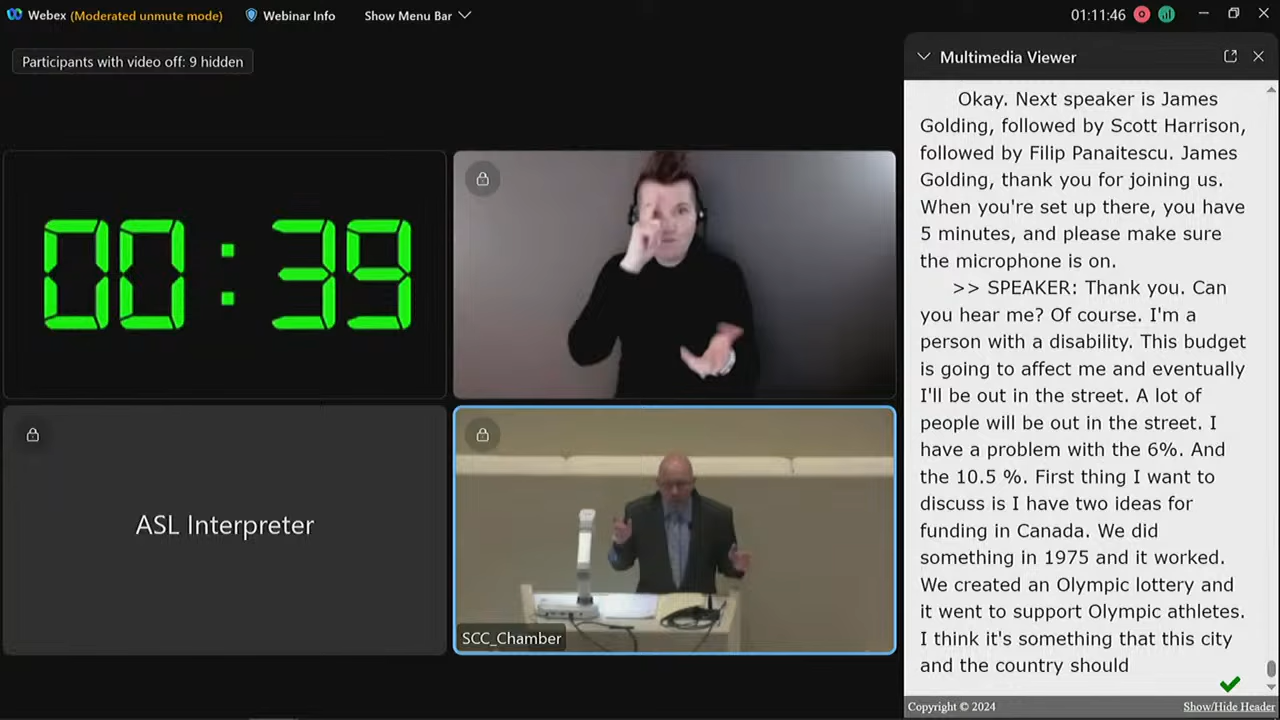 Webex (Moderated unmute mode) Webinar Info Show Menu Bar 01:11:46
Participants with video off: 9 hidden
00:39
ASL Interpreter
SCC_Chamber
Multimedia Viewer
Okay. Next speaker is James
Golding, followed by Scott Harrison,
followed by Filip Panaitescu. James
Golding, thank you for joining us.
When you're set up there, you have
5 minutes, and please make sure
the microphone is on.
>> SPEAKER: Thank you. Can
you hear me? Of course. I'm a
person with a disability. This budget
is going to affect me and eventually
I'll be out in the street. A lot of
people will be out in the street. I
have a problem with the 6%. And
the 10.5 %. First thing I want to
discuss is I have two ideas for
funding in Canada. We did
something in 1975 and it worked.
We created an Olympic lottery and
it went to support Olympic athletes.
I think it's something that this city
and the country should
Copyright © 2024 Show/Hide Header